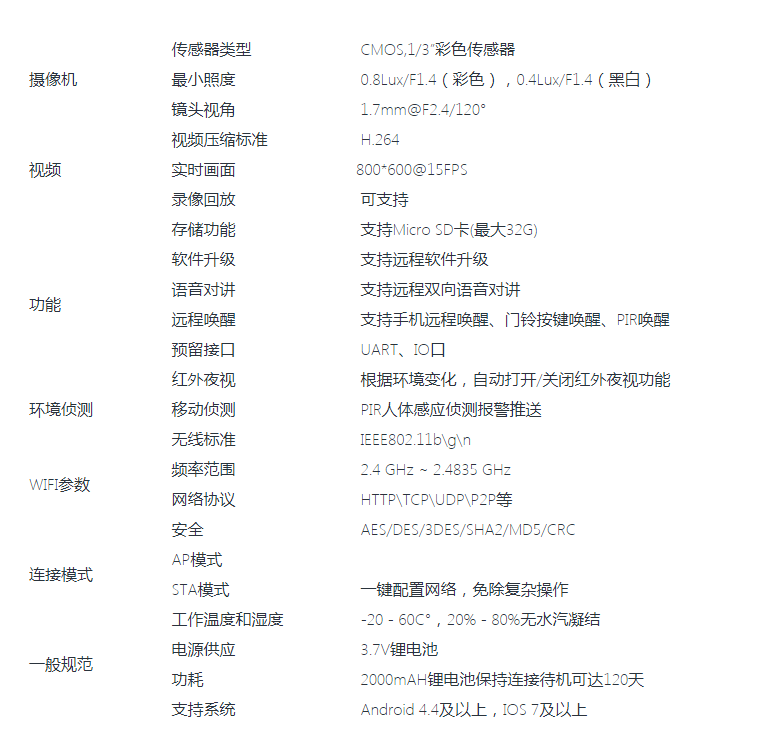 传感器类型 CMOS,1/3"彩色传感器
摄像机 最小照度 0.8Lux/F1.4（彩色），0.4Lux/F1.4（黑白）
镜头视角 1.7mm@F2.4/120°
视频压缩标准 H.264
视频 实时画面 800*600@15FPS
录像回放 可支持
存储功能 支持Micro SD卡(最大32G)
软件升级 支持远程软件升级
语音对讲 支持远程双向语音对讲
功能
远程唤醒 支持手机远程唤醒、门铃按键唤醒、PIR唤醒
预留接口 UART、IO口
红外夜视 根据环境变化，自动打开/关闭红外夜视功能
环境侦测 移动侦测 PIR人体感应侦测报警推送
无线标准 IEEE802.11b\g\n
频率范围 2.4 GHz ~ 2.4835 GHz
WIFI参数
网络协议 HTTP\TCP\UDP\P2P等
安全 AES/DES/3DES/SHA2/MD5/CRC
AP模式
连接模式
STA模式 一键配置网络，免除复杂操作
工作温度和湿度 -20 - 60C°，20% - 80%无水汽凝结
电源供应 3.7V锂电池
一般规范
功耗 2000mAH锂电池保持连接待机可达120天
支持系统 Android 4.4及以上，IOS 7及以上